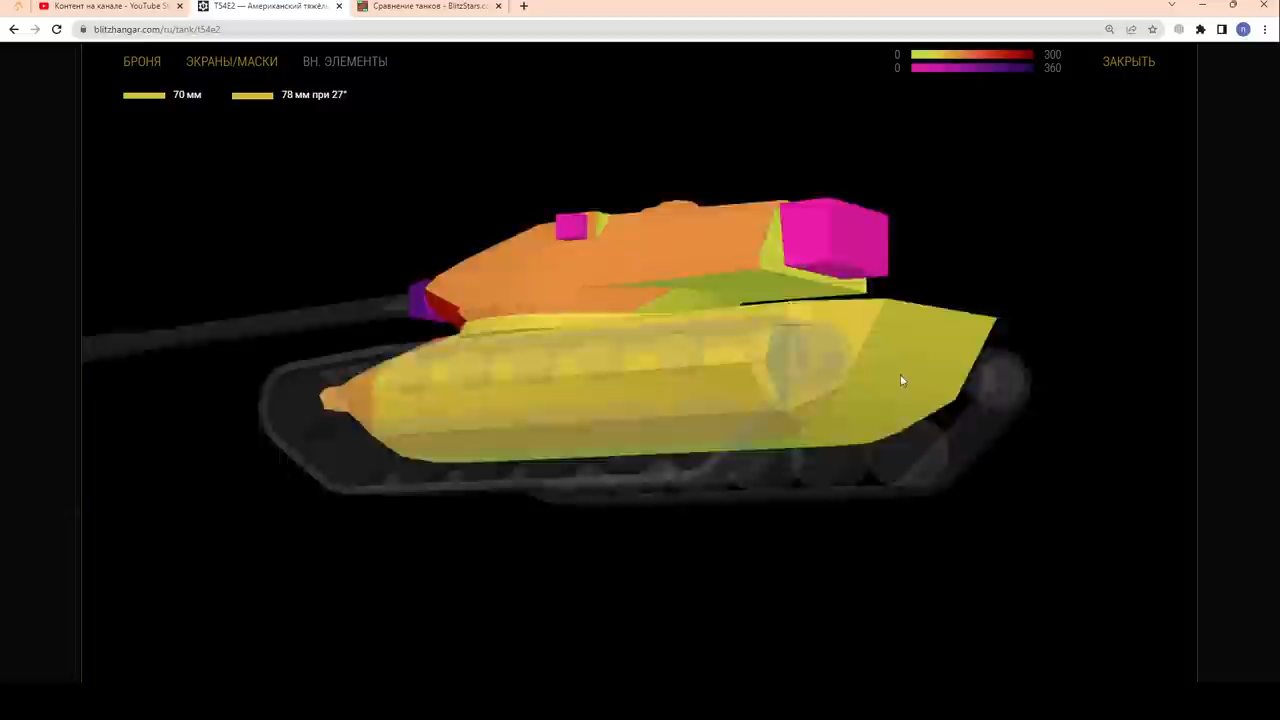 Контент на канале - YouTube St
T54E2 — Американский тяжёл
Сравнение танков - BlitzStars.co
blitzhangar.com/ru/tank/t54e2
БРОНЯ ЭКРАНЫ/МАСКИ ВН. ЭЛЕМЕНТЫ
0 300
0 360
ЗАКРЫТЬ
70 мм 78 мм при 27°